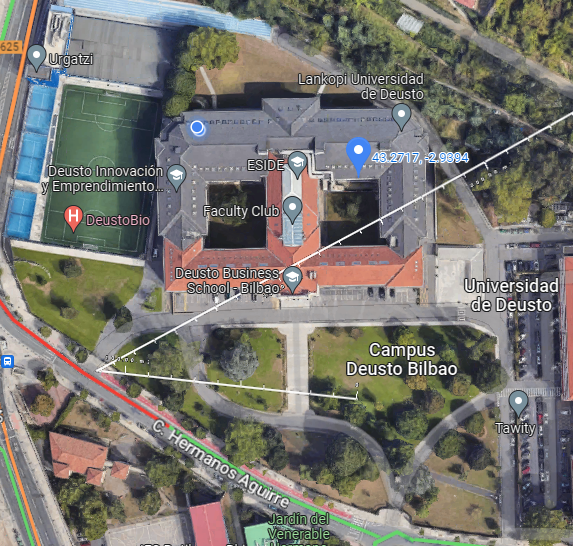 625
Urgatzi
Lankopi Universidad
de Deusto
43.2717, -2.9394
ESIDE
Deusto Innovación
y Emprendimiento...
Faculty Club
H
DeustoBio
Deusto Business
School - Bilbao
Universidad
de Deusto
Campus
Deusto Bilbao
Tawity
C. Hermanos Aguirre
Jardín del
Venerable